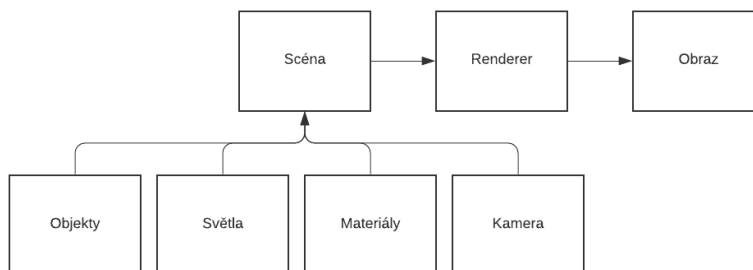 Scéna
Renderer
Obraz
Objekty
Světla
Materiály
Kamera